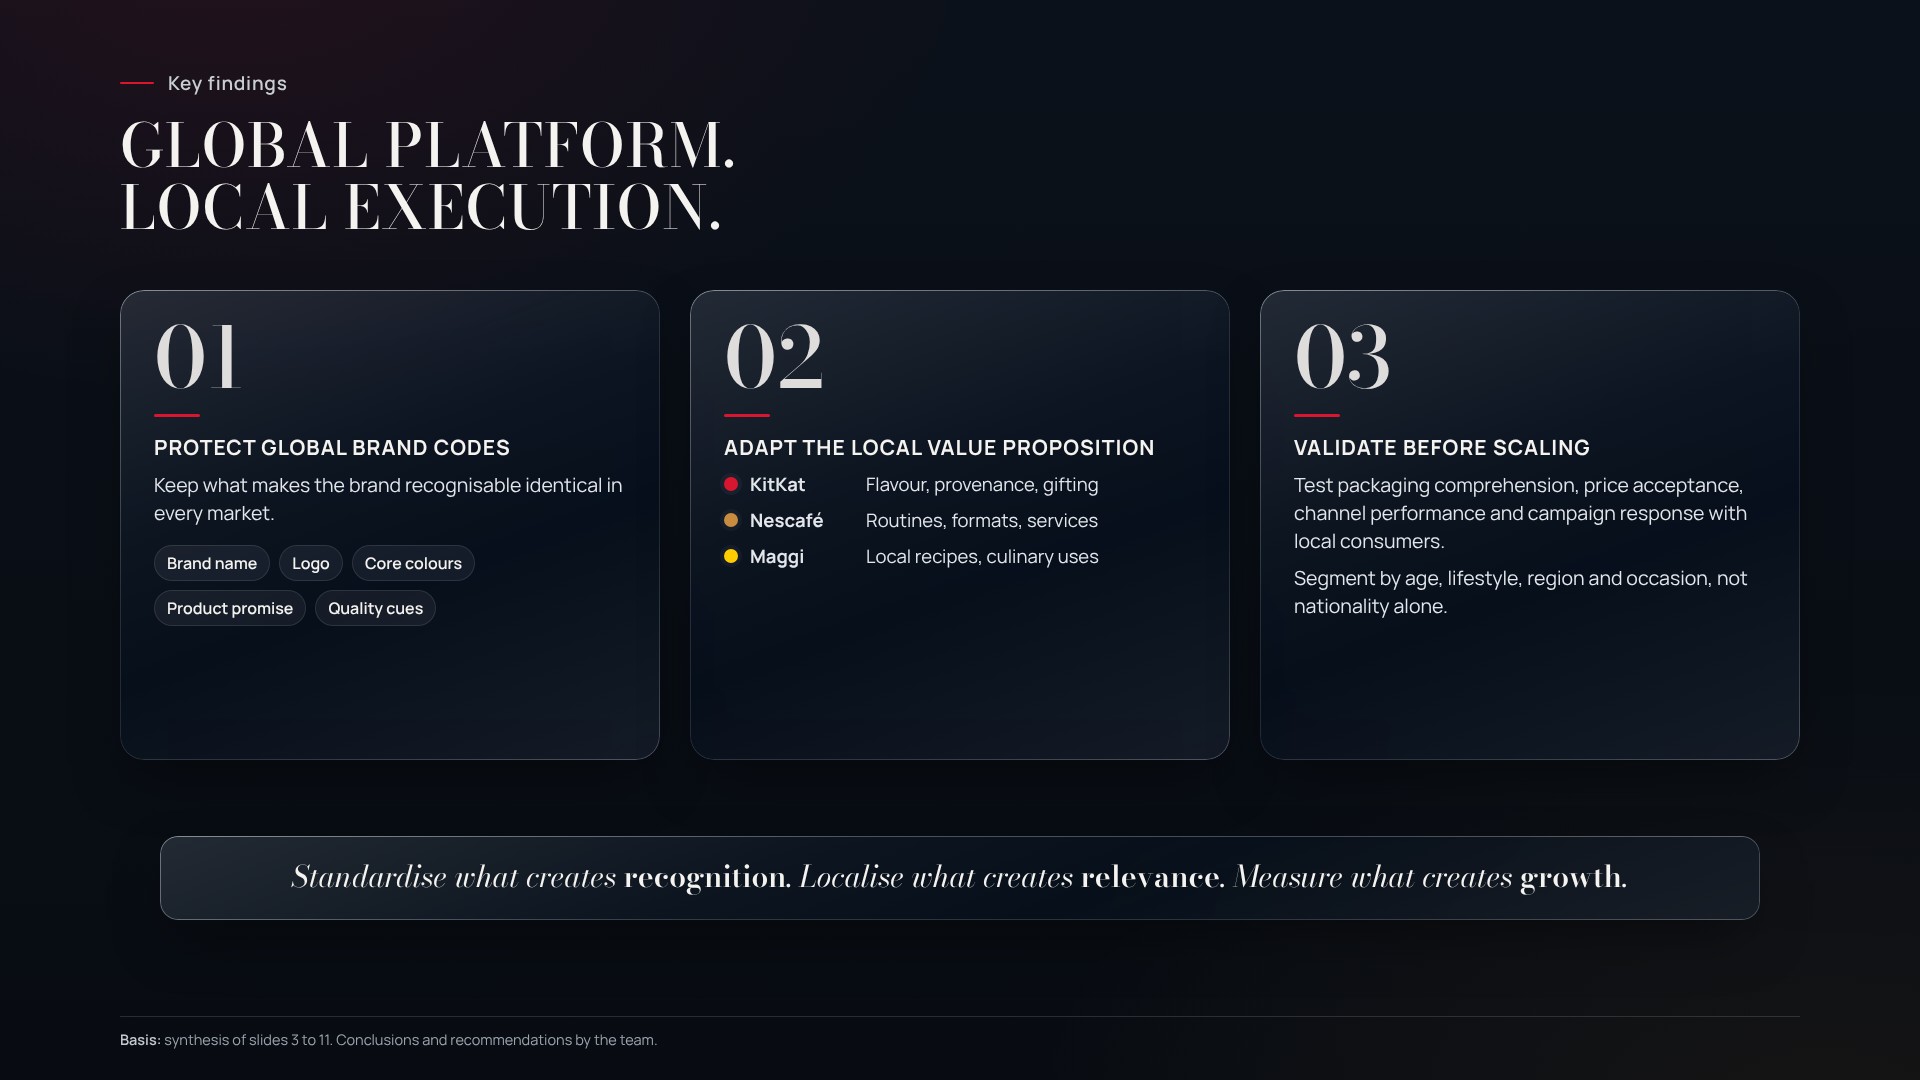 Key findings
GLOBAL PLATFORM.
LOCAL EXECUTION.
01
PROTECT GLOBAL BRAND CODES
Keep what makes the brand recognisable identical in
every market.
Brand name
Logo
Core colours
Product promise
Quality cues
02
ADAPT THE LOCAL VALUE PROPOSITION
KitKat Flavour, provenance, gifting
Nescafé Routines, formats, services
Maggi Local recipes, culinary uses
03
VALIDATE BEFORE SCALING
Test packaging comprehension, price acceptance,
channel performance and campaign response with
local consumers.
Segment by age, lifestyle, region and occasion, not
nationality alone.
Standardise what creates recognition. Localise what creates relevance. Measure what creates growth.
Basis: synthesis of slides 3 to 11. Conclusions and recommendations by the team.